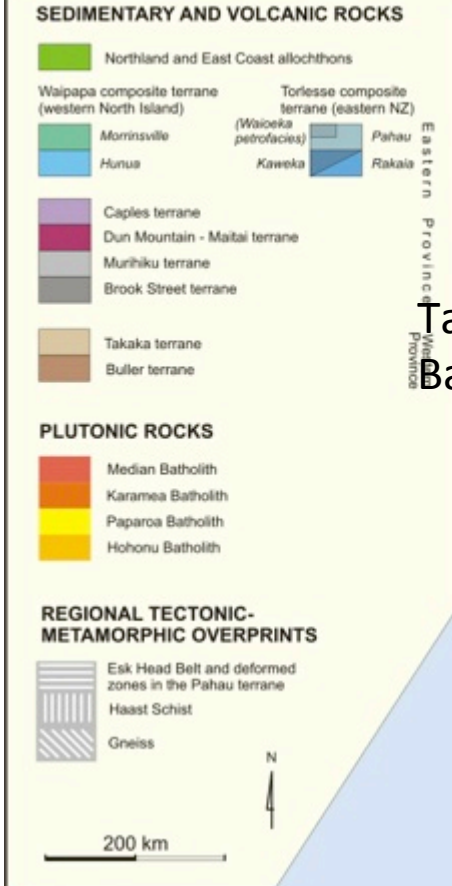 SEDIMENTARY AND VOLCANIC ROCKS
Northland and East Coast allochthons
Waipapa composite terrane
(western North Island)
Morrinsville
Hunua
Torlesse composite
terrane (eastern NZ)
(Waioeka
petrofacies)
Pahau
Kaweka
Rakaia
Eastern Province
Caples terrane
Dun Mountain - Maitai terrane
Murihiku terrane
Brook Street terrane
Takaka terrane
Buller terrane
Western
Province
Ta
Ba
PLUTONIC ROCKS
Median Batholith
Karamea Batholith
Paparoa Batholith
Hohonu Batholith
REGIONAL TECTONIC-
METAMORPHIC OVERPRINTS
Esk Head Belt and deformed
zones in the Pahau terrane
Haast Schist
Gneiss
N
200 km